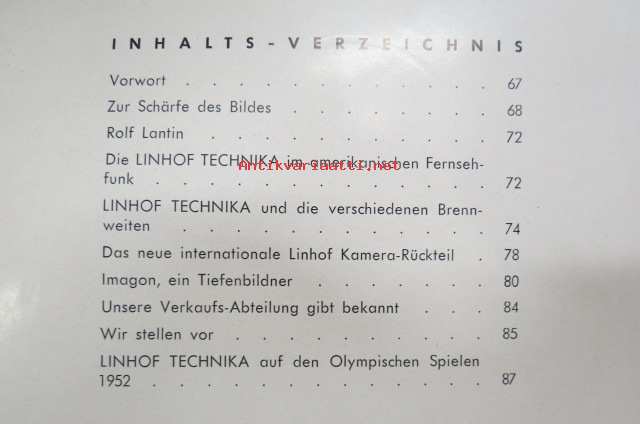 INHALTS-VERZEICHNIS
Vorwort . . . . . . . . . . . 67
Zur Schärfe des Bildes . . . . . . . . 68
Rolf Lantin . . . . . . . . . . 72
Die LINHOF TECHNIKA im amerikanischen Fernseh-
Antikvariaatti.net
funk . . . . . . . . . . . . . 72
LINHOF TECHNIKA und die verschiedenen Brenn-
weiten . . . . . . . . . . . . 74
Das neue internationale Linhof Kamera-Rückteil . 78
Imagon, ein Tiefenbildner . . . . . . . 80
Unsere Verkaufs-Abteilung gibt bekannt . . . 84
Wir stellen vor . . . . . . . . . . 85
LINHOF TECHNIKA auf den Olympischen Spielen
1952 . . . . . . . . . . . . . 87